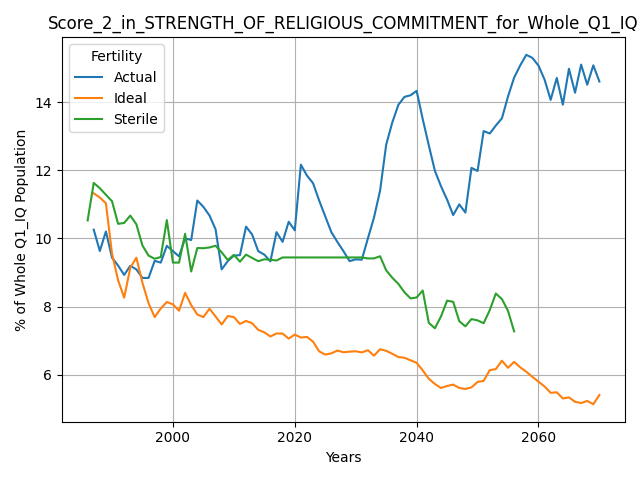 Score_2_in_STRENGTH_OF_RELIGIOUS_COMMITMENT_for_Whole_Q1_IQ
Fertility
Actual
Ideal
Sterile
% of Whole Q1_IQ Population
14
12
10
8
6
2000
2020
2040
2060
Years